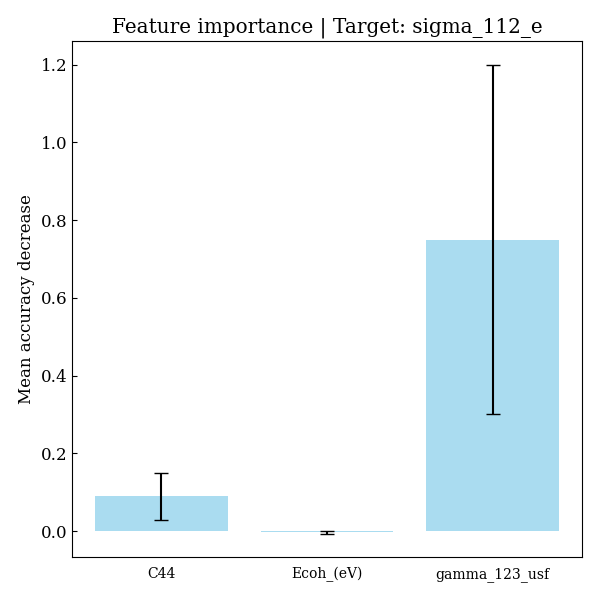 Feature importance | Target: sigma_112_e
Mean accuracy decrease
1.2
1.0
0.8
0.6
0.4
0.2
0.0
C44
Ecoh_(eV)
gamma_123_usf